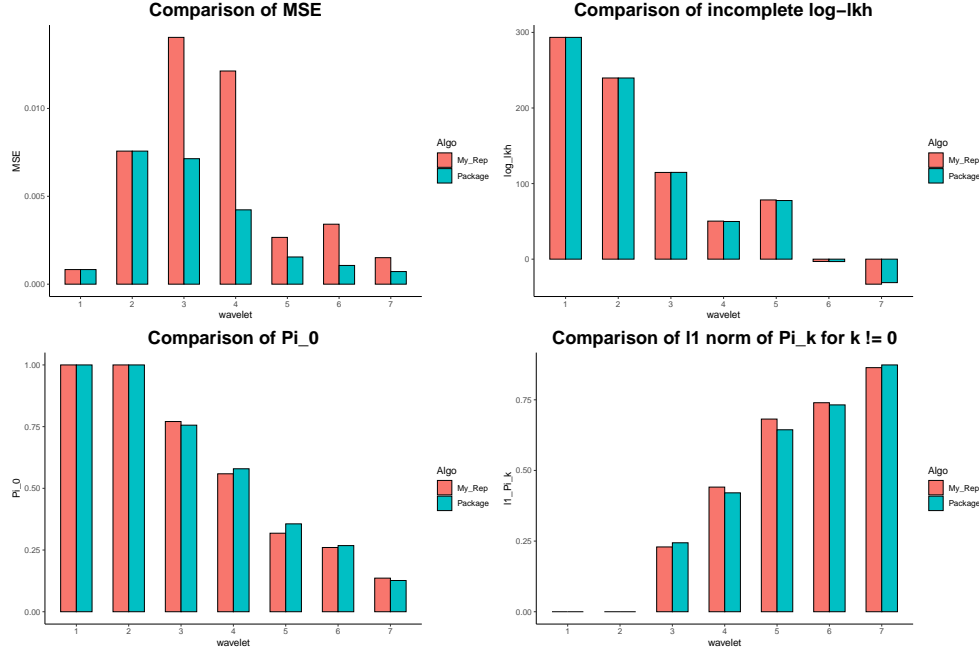 Comparison of MSE
MSE
0.010
0.005
0.000
1 2 3 4 5 6 7
wavelet
Algo
My_Rep
Package
Comparison of incomplete log−lkh
log_lkh
300
200
100
0
1 2 3 4 5 6 7
wavelet
Algo
My_Rep
Package
Comparison of Pi_0
Pi_0
1.00
0.75
0.50
0.25
0.00
1 2 3 4 5 6 7
wavelet
Algo
My_Rep
Package
Comparison of l1 norm of Pi_k for k != 0
l1_Pi_k
0.75
0.50
0.25
0.00
1 2 3 4 5 6 7
wavelet
Algo
My_Rep
Package